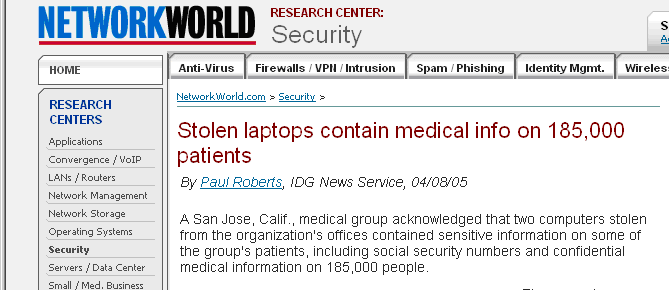 NETWORKWORLD
RESEARCH CENTER:
Security
HOME
Anti-Virus
Firewalls / VPN / Intrusion
Spam / Phishing
Identity Mgmt.
Wireless
NetworkWorld.com > Security >
RESEARCH
CENTERS
Applications
Convergence / VoIP
LANs / Routers
Network Management
Network Storage
Operating Systems
Security
Servers / Data Center
Small / Med. Business
Stolen laptops contain medical info on 185,000
patients
By Paul Roberts, IDG News Service, 04/08/05
A San Jose, Calif., medical group acknowledged that two computers stolen
from the organization's offices contained sensitive information on some of
the group's patients, including social security numbers and confidential
medical information on 185,000 people.